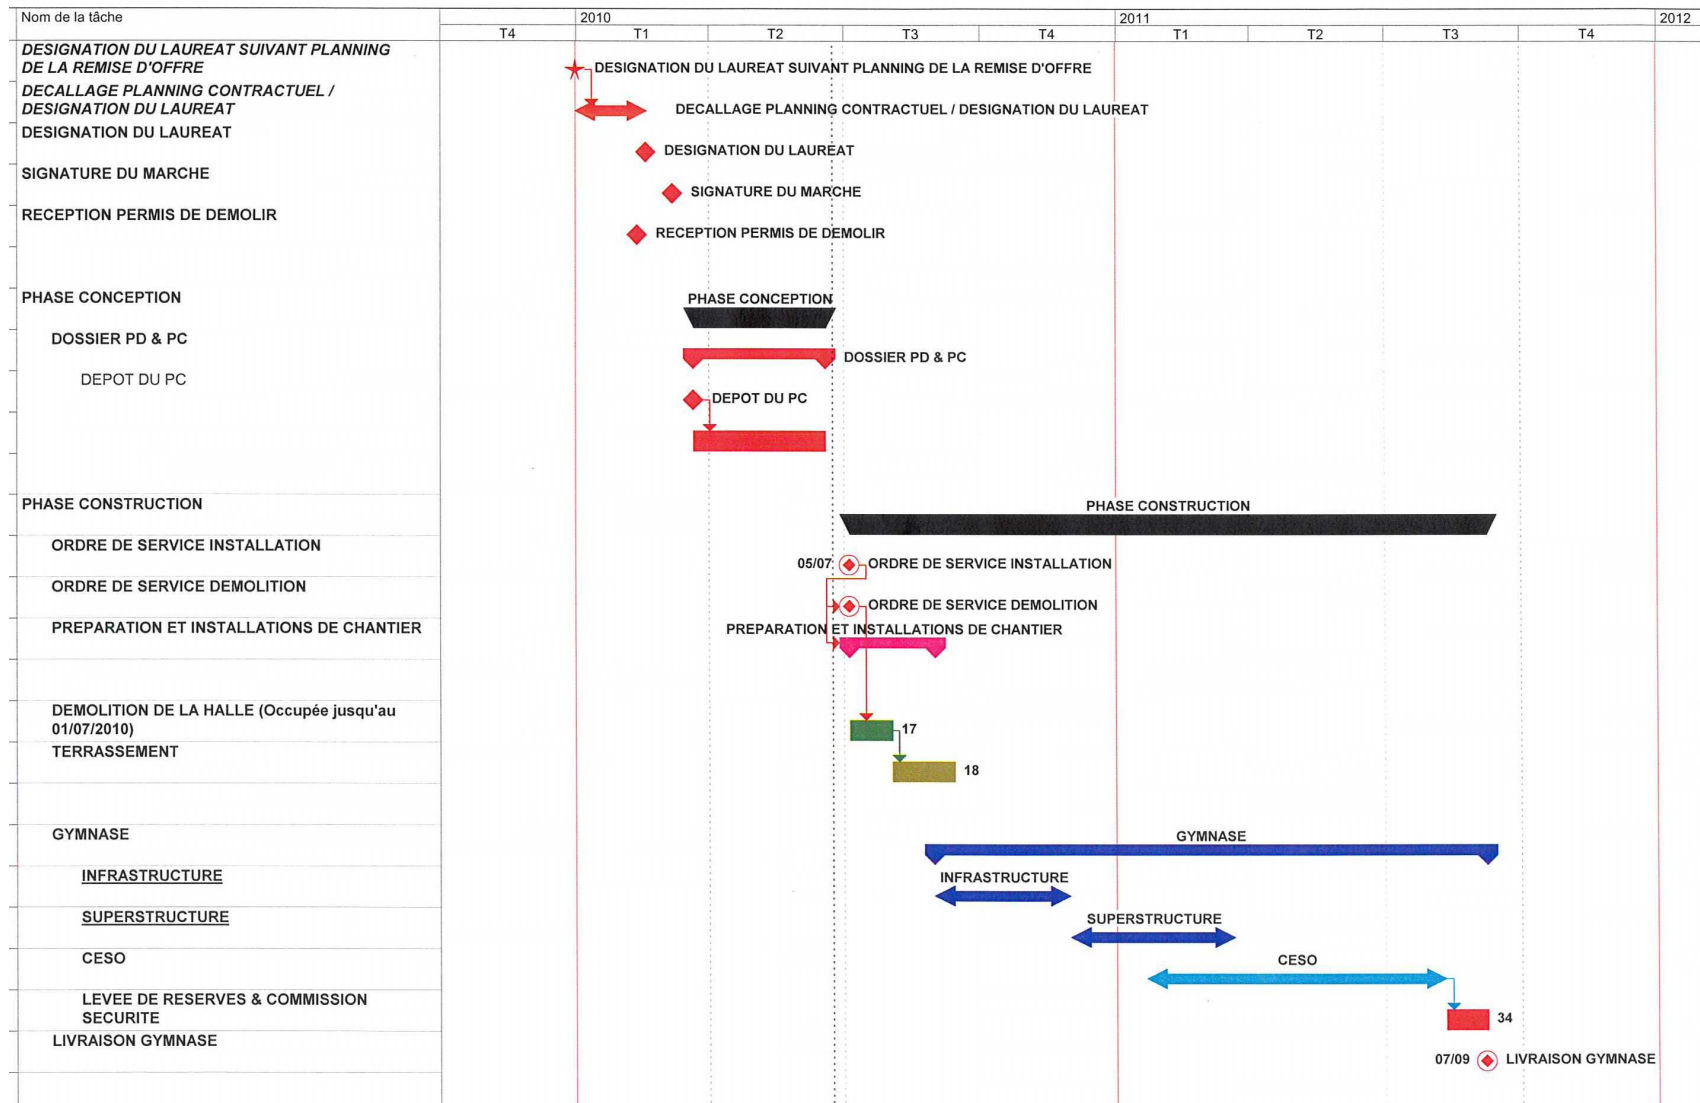 Nom de la tâche
2010
2011
2012
T4
T1
T2
T3
T4
T1
T2
T3
T4
DESIGNATION DU LAUREAT SUIVANT PLANNING
DE LA REMISE D'OFFRE
DESIGNATION DU LAUREAT SUIVANT PLANNING DE LA REMISE D'OFFRE
DECALLAGE PLANNING CONTRACTUEL /
DESIGNATION DU LAUREAT
DECALLAGE PLANNING CONTRACTUEL / DESIGNATION DU LAUREAT
DESIGNATION DU LAUREAT
DESIGNATION DU LAUREAT
SIGNATURE DU MARCHE
SIGNATURE DU MARCHE
RECEPTION PERMIS DE DEMOLIR
RECEPTION PERMIS DE DEMOLIR
PHASE CONCEPTION
PHASE CONCEPTION
DOSSIER PD & PC
DOSSIER PD & PC
DEPOT DU PC
DEPOT DU PC
PHASE CONSTRUCTION
PHASE CONSTRUCTION
ORDRE DE SERVICE INSTALLATION
05/07 ORDRE DE SERVICE INSTALLATION
ORDRE DE SERVICE DEMOLITION
ORDRE DE SERVICE DEMOLITION
PREPARATION ET INSTALLATIONS DE CHANTIER
PREPARATION ET INSTALLATIONS DE CHANTIER
DEMOLITION DE LA HALLE (Occupée jusqu'au
01/07/2010)
17
TERRASSEMENT
18
GYMNASE
GYMNASE
INFRASTRUCTURE
INFRASTRUCTURE
SUPERSTRUCTURE
SUPERSTRUCTURE
CESO
CESO
LEVEE DE RESERVES & COMMISSION
SECURITE
34
LIVRAISON GYMNASE
07/09 LIVRAISON GYMNASE